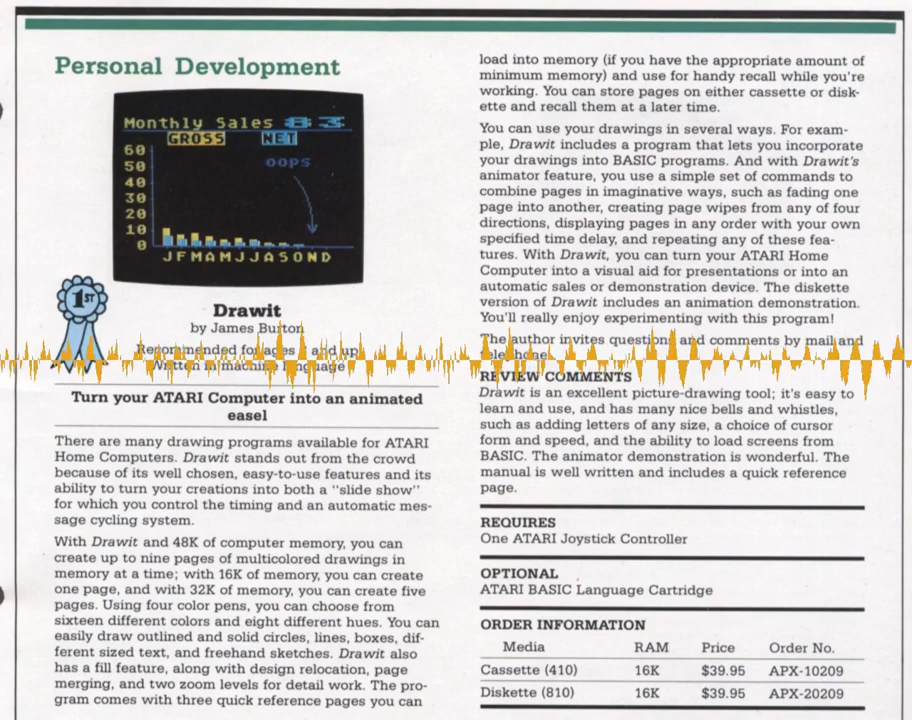 Personal Development
Monthly Sales 83
GROSS NET
OOPS
60
50
40
30
20
10
0
J F M A M J J A S O N D
1ST
Drawit
by James Burton
Recommended for ages and up
Written in machine language
Turn your ATARI Computer into an animated
easel
There are many drawing programs available for ATARI
Home Computers. Drawit stands out from the crowd
because of its well chosen, easy-to-use features and its
ability to turn your creations into both a "slide show"
for which you control the timing and an automatic mes-
sage cycling system.
With Drawit and 48K of computer memory, you can
create up to nine pages of multicolored drawings in
memory at a time; with 16K of memory, you can create
one page, and with 32K of memory, you can create five
pages. Using four color pens, you can choose from
sixteen different colors and eight different hues. You can
easily draw outlined and solid circles, lines, boxes, dif-
ferent sized text, and freehand sketches. Drawit also
has a fill feature, along with design relocation, page
merging, and two zoom levels for detail work. The pro-
gram comes with three quick reference pages you can
load into memory (if you have the appropriate amount of
minimum memory) and use for handy recall while you're
working. You can store pages on either cassette or disk-
ette and recall them at a later time.
You can use your drawings in several ways. For exam-
ple, Drawit includes a program that lets you incorporate
your drawings into BASIC programs. And with Drawit's
animator feature, you use a simple set of commands to
combine pages in imaginative ways, such as fading one
page into another, creating page wipes from any of four
directions, displaying pages in any order with your own
specified time delay, and repeating any of these fea-
tures. With Drawit, you can turn your ATARI Home
Computer into a visual aid for presentations or into an
automatic sales or demonstration device. The diskette
version of Drawit includes an animation demonstration.
You'll really enjoy experimenting with this program!
The author invites questions and comments by mail and
telephone.
REVIEW COMMENTS
Drawit is an excellent picture-drawing tool; it's easy to
learn and use, and has many nice bells and whistles,
such as adding letters of any size, a choice of cursor
form and speed, and the ability to load screens from
BASIC. The animator demonstration is wonderful. The
manual is well written and includes a quick reference
page.
REQUIRES
One ATARI Joystick Controller
OPTIONAL
ATARI BASIC Language Cartridge
ORDER INFORMATION
Media RAM Price Order No.
Cassette (410) 16K $39.95 APX-10209
Diskette (810) 16K $39.95 APX-20209